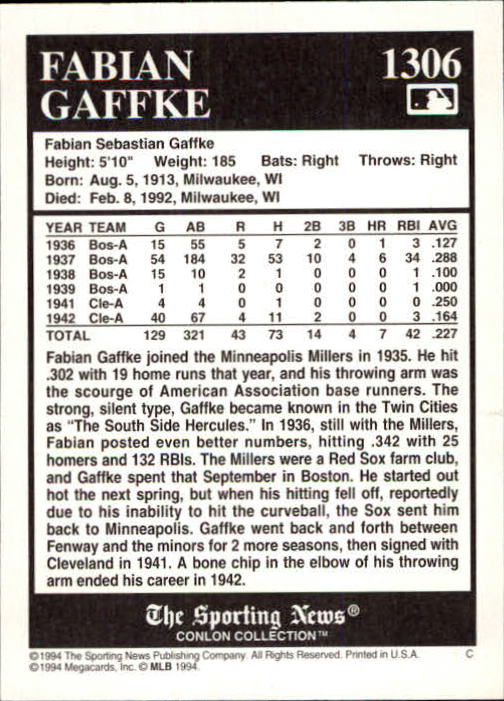 FABIAN 1306
GAFFKE
Fabian Sebastian Gaffke
Height: 5'10" Weight: 185 Bats: Right Throws: Right
Born: Aug. 5, 1913, Milwaukee, WI
Died: Feb. 8, 1992, Milwaukee, WI
YEAR TEAM G AB R H 2B 3B HR RBI AVG
1936 Bos-A 15 55 5 7 2 0 1 3 .127
1937 Bos-A 54 184 32 53 10 4 6 34 .288
1938 Bos-A 15 10 2 1 0 0 0 1 .100
1939 Bos-A 1 1 0 0 0 0 0 1 .000
1941 Cle-A 4 4 0 1 0 0 0 0 .250
1942 Cle-A 40 67 4 11 2 0 0 3 .164
TOTAL 129 321 43 73 14 4 7 42 .227
Fabian Gaffke joined the Minneapolis Millers in 1935. He hit
.302 with 19 home runs that year, and his throwing arm was
the scourge of American Association base runners. The
strong, silent type, Gaffke became known in the Twin Cities
as "The South Side Hercules." In 1936, still with the Millers,
Fabian posted even better numbers, hitting .342 with 25
homers and 132 RBIs. The Millers were a Red Sox farm club,
and Gaffke spent that September in Boston. He started out
hot the next spring, but when his hitting fell off, reportedly
due to his inability to hit the curveball, the Sox sent him
back to Minneapolis. Gaffke went back and forth between
Fenway and the minors for 2 more seasons, then signed with
Cleveland in 1941. A bone chip in the elbow of his throwing
arm ended his career in 1942.
The Sporting News®
CONLON COLLECTION™
©1994 The Sporting News Publishing Company. All Rights Reserved. Printed in U.S.A. C
©1994 Megacards, Inc. © MLB 1994